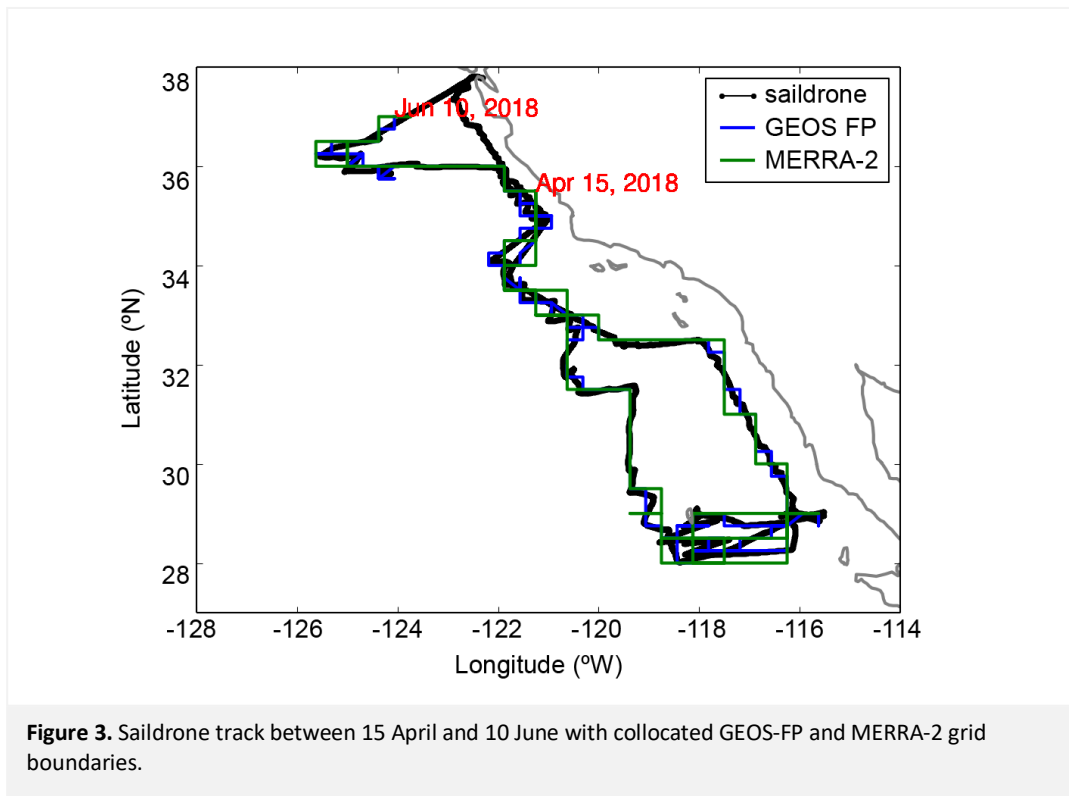 38
36
34
32
30
28
Latitude (ºN)
Jun 10, 2018
Apr 15, 2018
saildrone
GEOS FP
MERRA-2
-128 -126 -124 -122 -120 -118 -116 -114
Longitude (ºW)
Figure 3. Saildrone track between 15 April and 10 June with collocated GEOS-FP and MERRA-2 grid
boundaries.